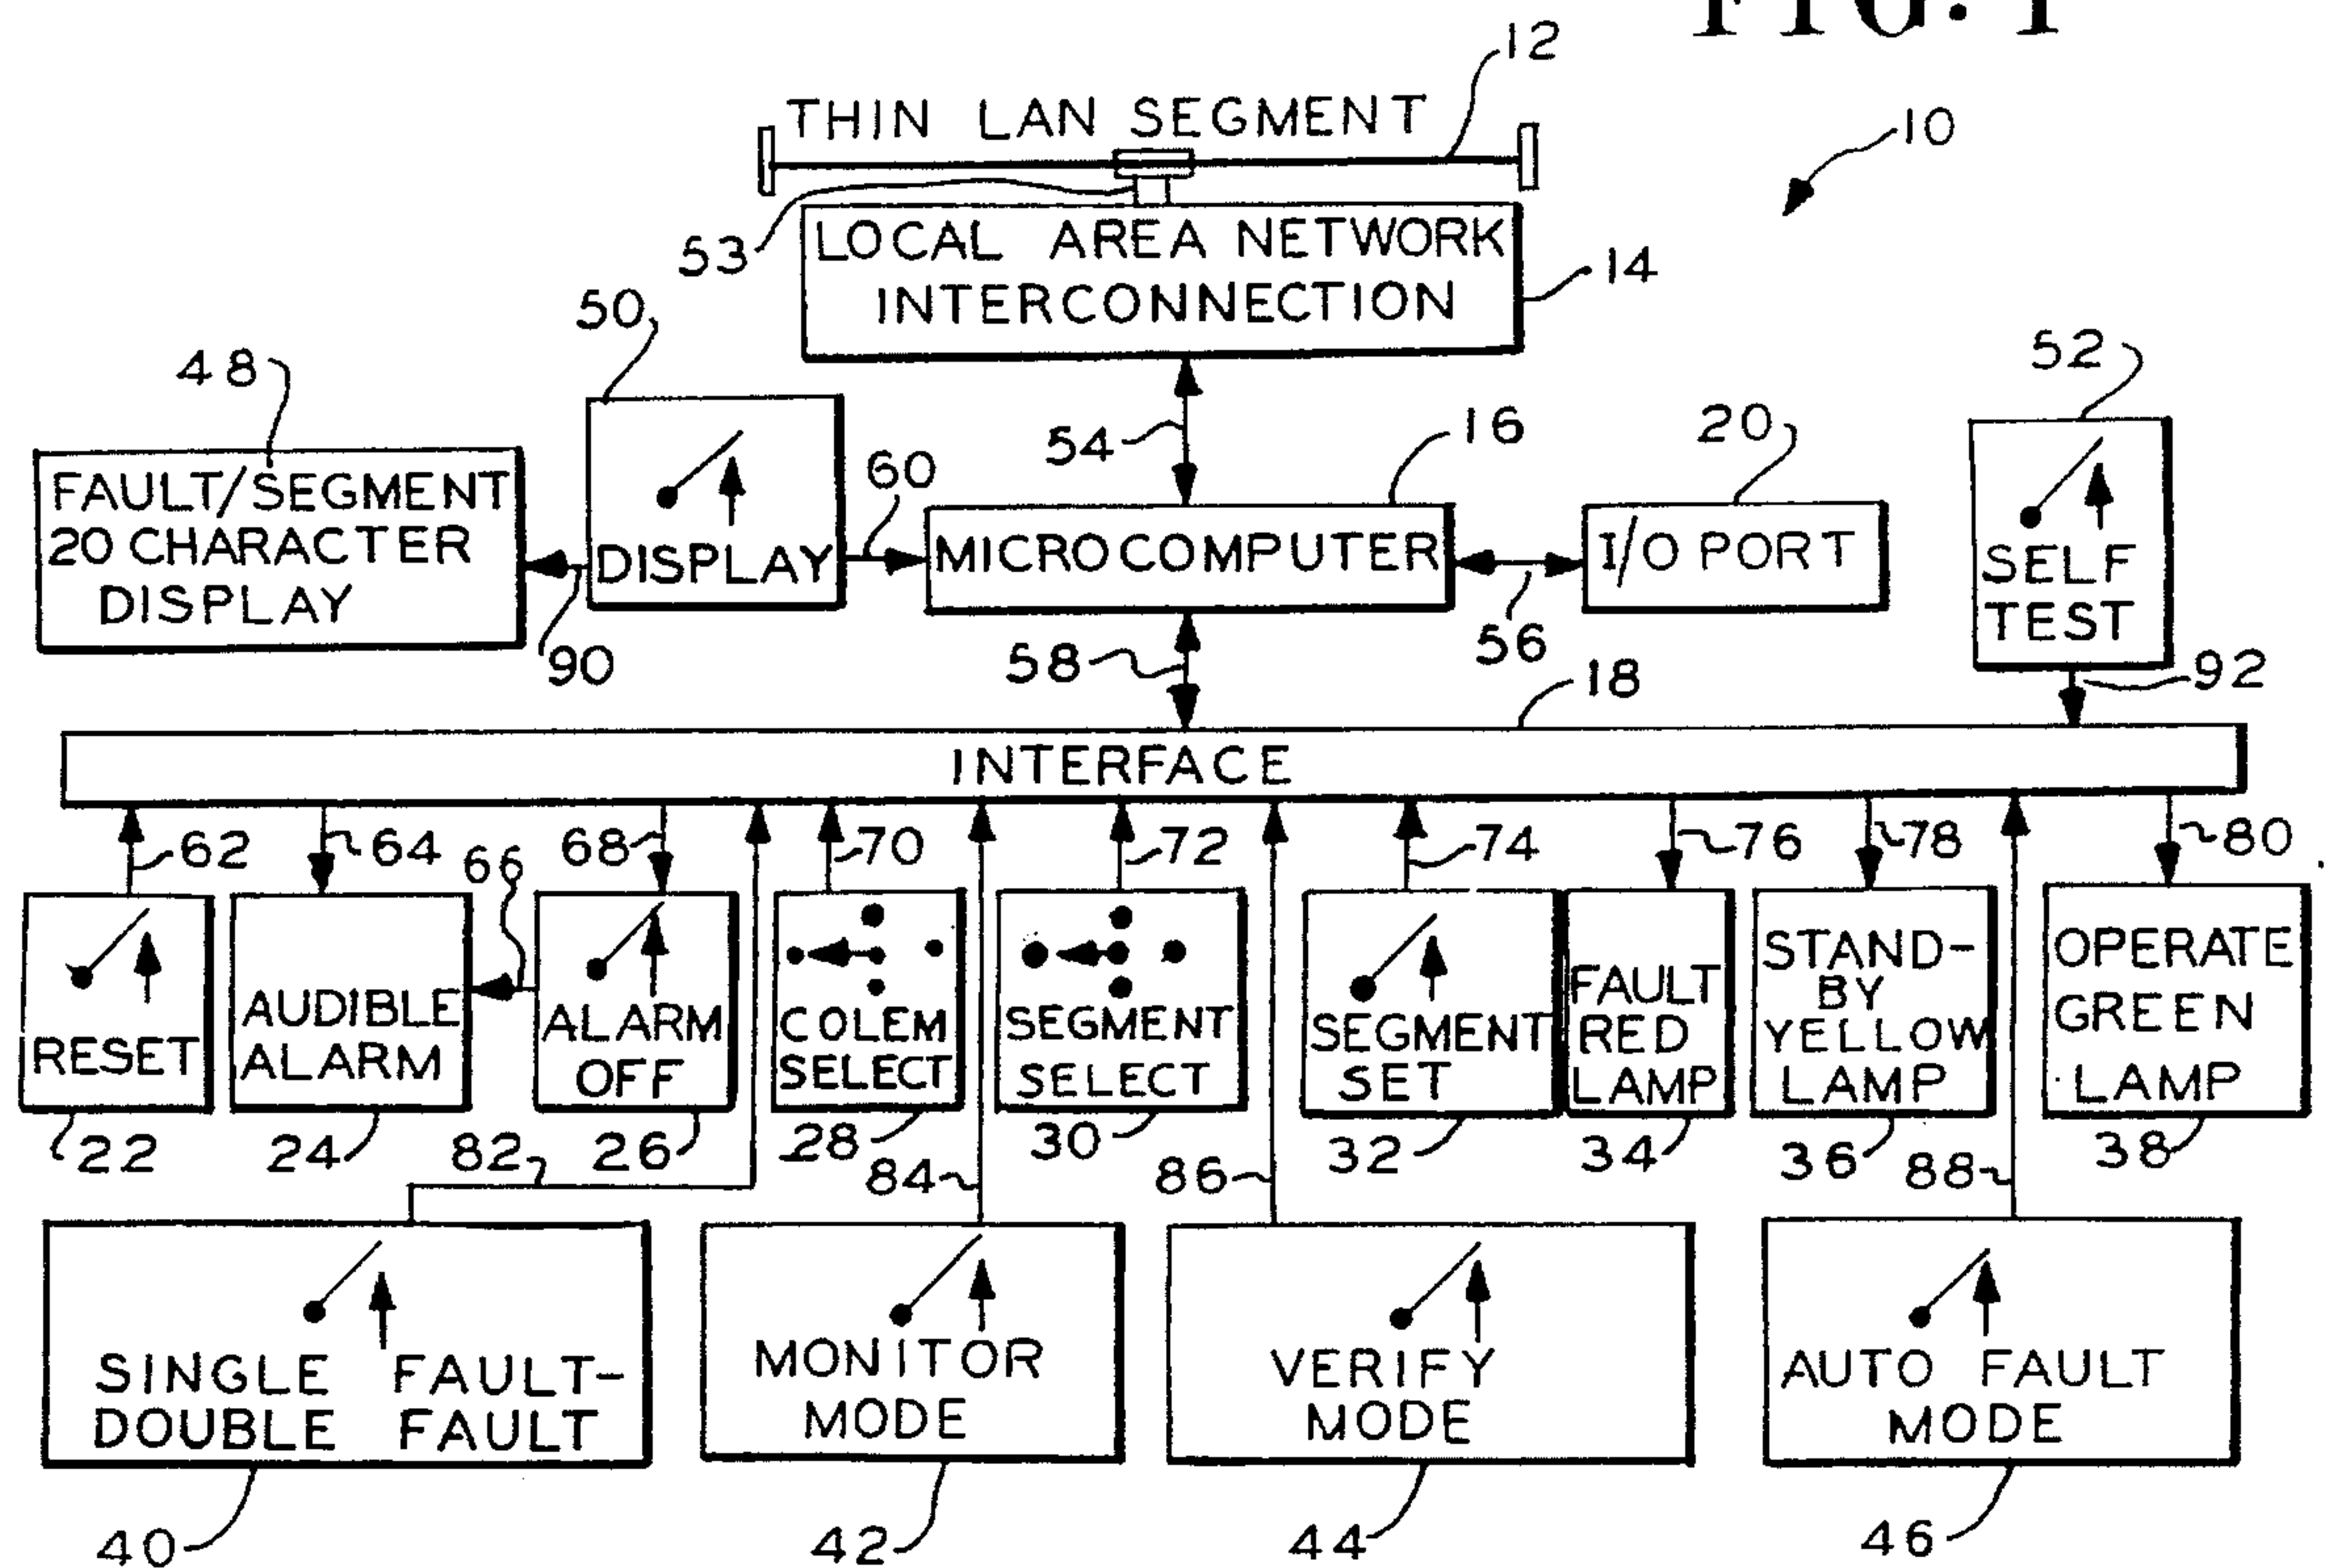 FIG. 1
12
THIN LAN SEGMENT
10
53
LOCAL AREA NETWORK
INTERCONNECTION
14
50
48
52
54
16
20
FAULT/SEGMENT
20 CHARACTER
DISPLAY
DISPLAY
60
MICROCOMPUTER
I/O PORT
SELF
TEST
90
58
56
18
92
INTERFACE
62
64
66
68
70
72
74
76
78
80
RESET
AUDIBLE
ALARM
ALARM
OFF
COLEM
SELECT
SEGMENT
SELECT
SEGMENT
SET
FAULT
RED
LAMP
STAND-
BY
YELLOW
LAMP
OPERATE
GREEN
LAMP
22
24
82
26
28
84
30
86
32
34
36
88
38
SINGLE FAULT-
DOUBLE FAULT
MONITOR
MODE
VERIFY
MODE
AUTO FAULT
MODE
40
42
44
46